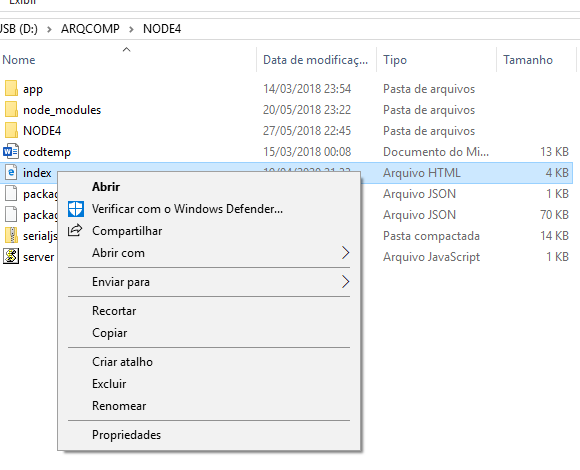 Exibir
USB (D:) > ARQCOMP > NODE4
Nome Data de modificaç... Tipo Tamanho
app 14/03/2018 23:54 Pasta de arquivos
node_modules 20/05/2018 23:22 Pasta de arquivos
NODE4 27/05/2018 22:45 Pasta de arquivos
codtemp 15/03/2018 00:08 Documento do Mi... 13 KB
index Arquivo HTML 4 KB
Abrir
Verificar com o Windows Defender...
Compartilhar
Abrir com
Enviar para
Recortar
Copiar
Criar atalho
Excluir
Renomear
Propriedades
packag Arquivo JSON 1 KB
packag Arquivo JSON 70 KB
serialjs Pasta compactada 14 KB
server Arquivo JavaScript 1 KB